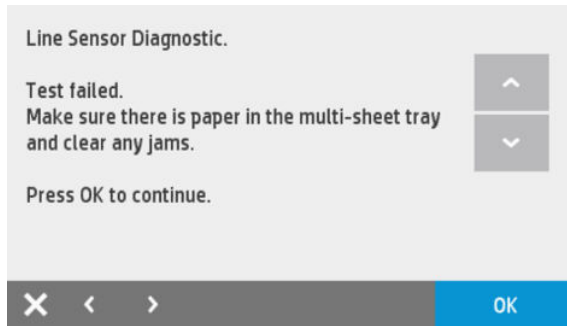 Line Sensor Diagnostic.
Test failed.
Make sure there is paper in the multi-sheet tray
and clear any jams.
Press OK to continue.
OK